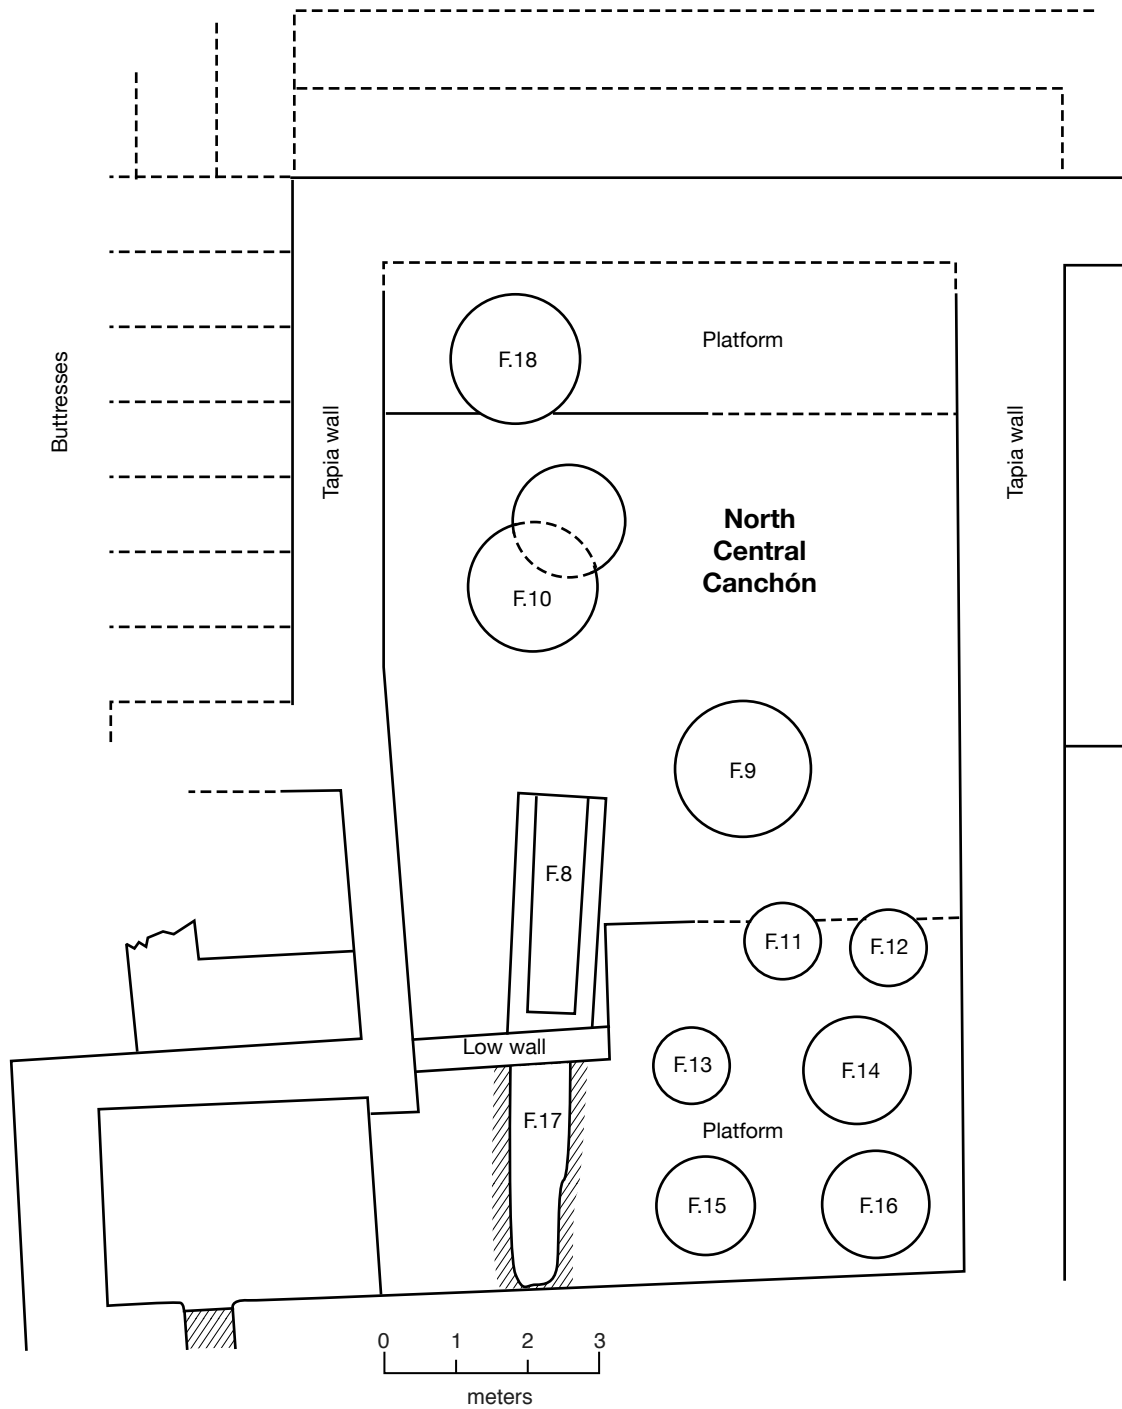 Platform
F.18
Buttresses
Tapia wall
Tapia wall
North
Central
Canchón
F.10
F.9
F.8
F.11
F.12
Low wall
F.13
F.14
F.17
Platform
F.15
F.16
0 1 2 3
meters